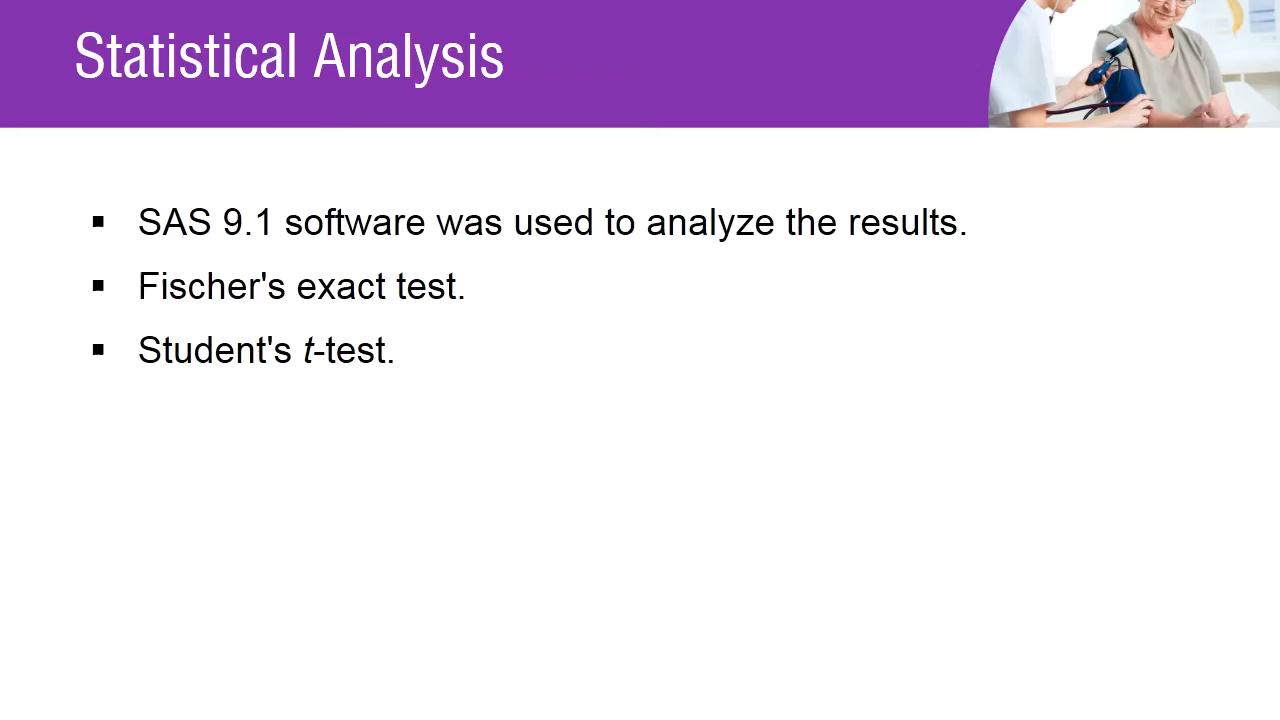 Statistical Analysis
▪ SAS 9.1 software was used to analyze the results.
▪ Fischer's exact test.
▪ Student's t-test.